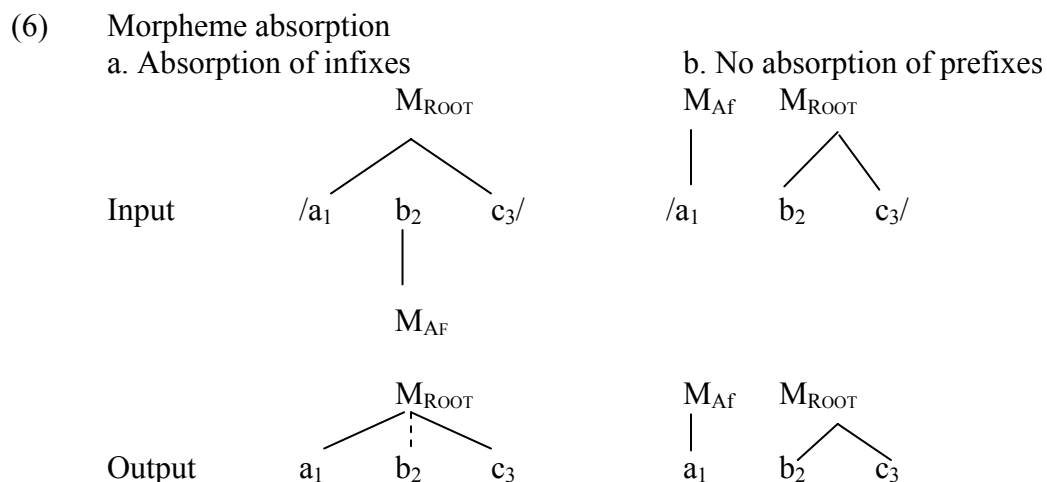 (6) Morpheme absorption
a. Absorption of infixes b. No absorption of prefixes
M_ROOT M_Af M_ROOT
Input /a₁ b₂ c₃/ /a₁ b₂ c₃/
M_AF
M_ROOT M_Af M_ROOT
Output a₁ b₂ c₃ a₁ b₂ c₃